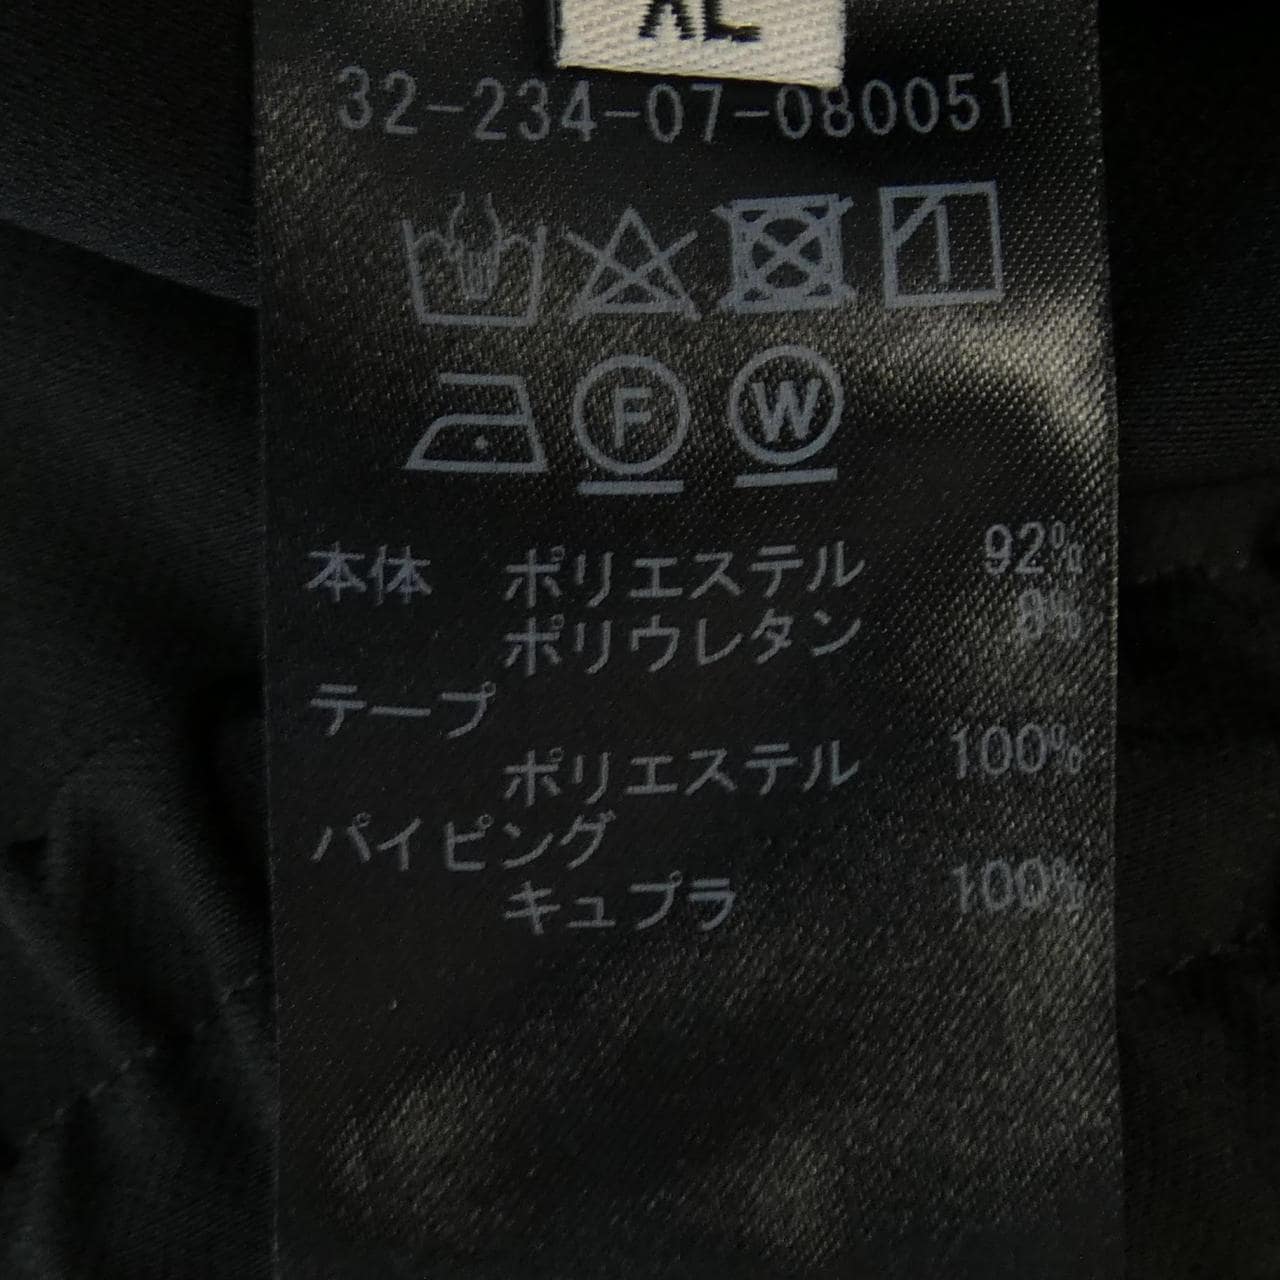 XL
32-234-07-080051
F W
本体 ポリエステル 92%
ポリウレタン 8%
テープ
ポリエステル 100%
パイピング
キュプラ 100%